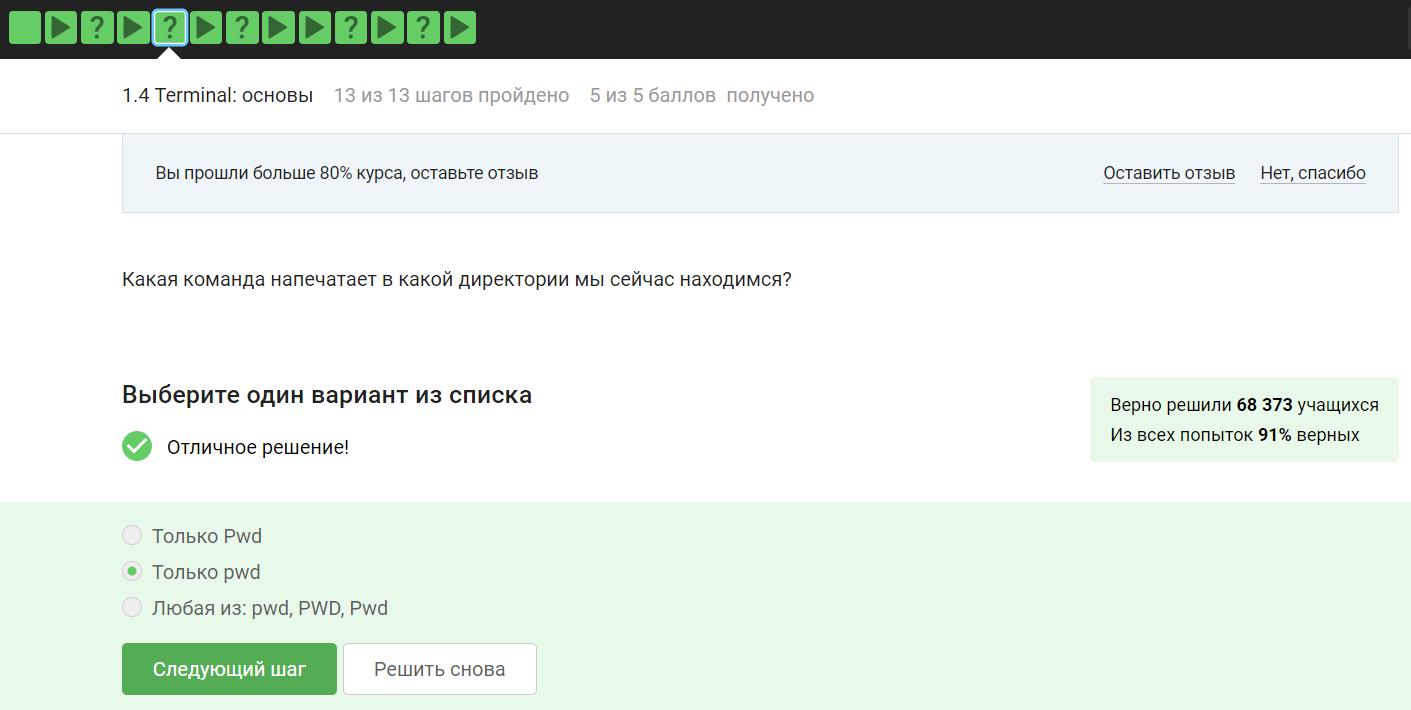 ? ? ? ? ?
1.4 Terminal: основы 13 из 13 шагов пройдено 5 из 5 баллов получено
Вы прошли больше 80% курса, оставьте отзыв Оставить отзыв Нет, спасибо
Какая команда напечатает в какой директории мы сейчас находимся?
Выберите один вариант из списка
Отличное решение!
Верно решили 68 373 учащихся
Из всех попыток 91% верных
Только Pwd
Только pwd
Любая из: pwd, PWD, Pwd
Следующий шаг Решить снова